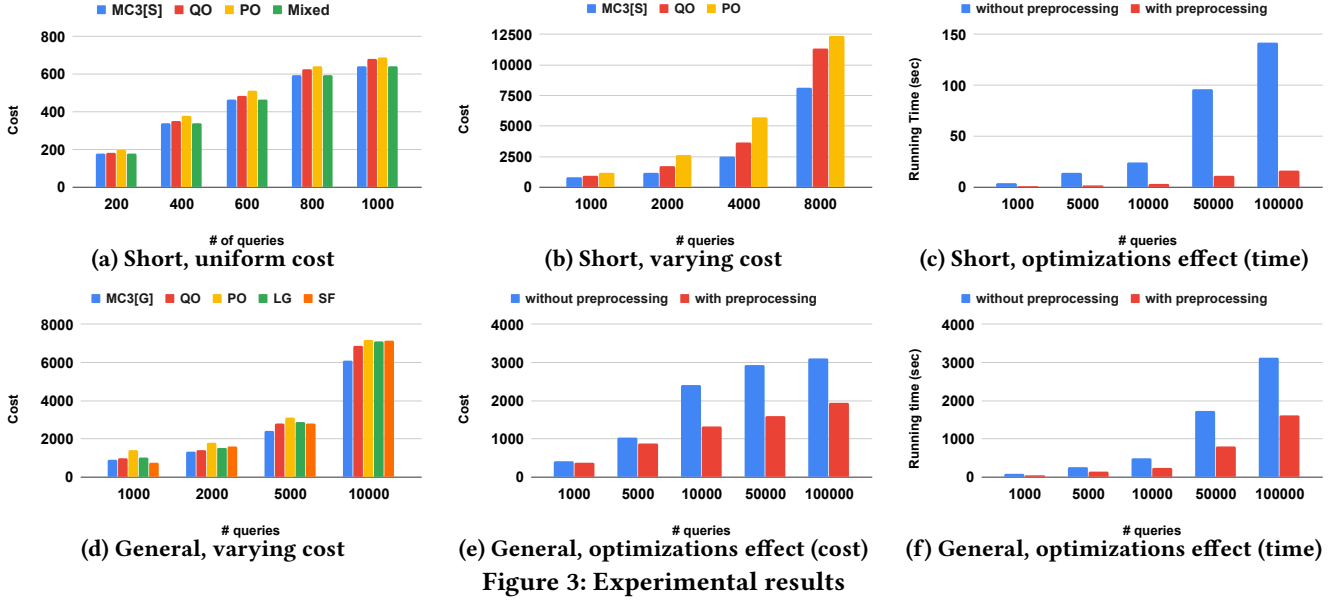 MC3[S] QO PO Mixed
800
600
400
200
0
Cost
200 400 600 800 1000
# of queries
(a) Short, uniform cost
MC3[S] QO PO
12500
10000
7500
5000
2500
0
Cost
1000 2000 4000 8000
# queries
(b) Short, varying cost
without preprocessing with preprocessing
150
100
50
0
Running Time (sec)
1000 5000 10000 50000 100000
# queries
(c) Short, optimizations effect (time)
MC3[G] QO PO LG SF
8000
6000
4000
2000
0
Cost
1000 2000 5000 10000
# queries
(d) General, varying cost
without preprocessing with preprocessing
4000
3000
2000
1000
0
Cost
1000 5000 10000 50000 100000
# queries
(e) General, optimizations effect (cost)
without preprocessing with preprocessing
4000
3000
2000
1000
0
Running time (sec)
1000 5000 10000 50000 100000
# queries
(f) General, optimizations effect (time)
Figure 3: Experimental results